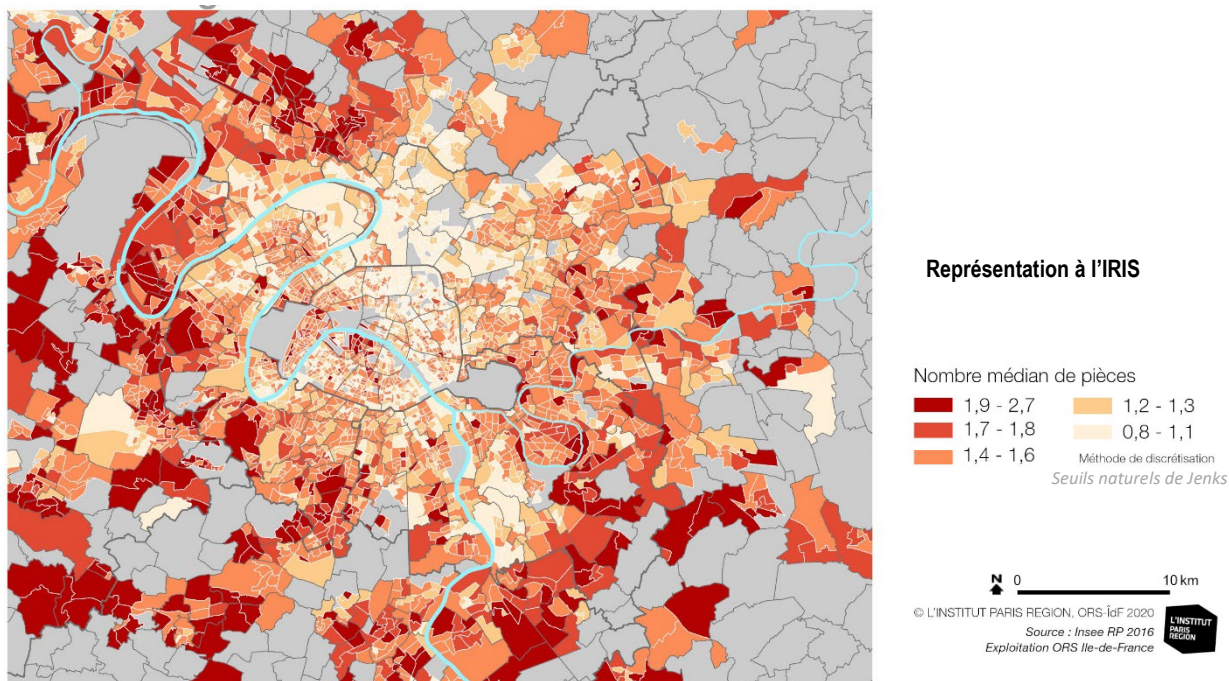 Représentation à l’IRIS
Nombre médian de pièces
1,9 - 2,7
1,7 - 1,8
1,4 - 1,6
1,2 - 1,3
0,8 - 1,1
Méthode de discrétisation
Seuils naturels de Jenks
N 0 10 km
© L'INSTITUT PARIS REGION, ORS-ÎdF 2020
Source : Insee RP 2016
Exploitation ORS Ile-de-France
L'INSTITUT
PARIS
REGION